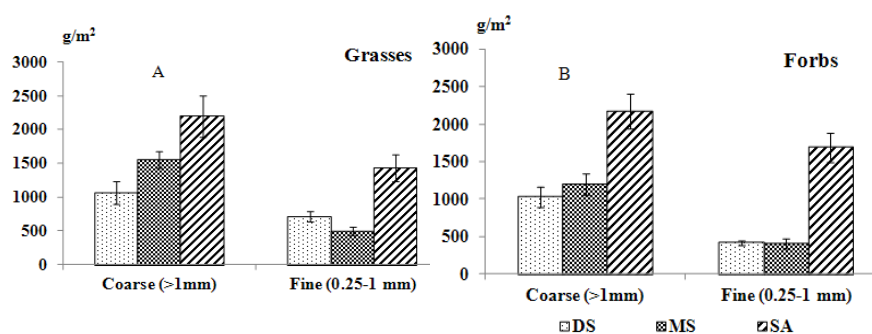 g/m²
Grasses
A
3000
2500
2000
1500
1000
500
0
Coarse (>1mm) Fine (0.25-1 mm)
g/m²
Forbs
B
3000
2500
2000
1500
1000
500
0
Coarse (>1mm) Fine (0.25-1 mm)
DS MS SA